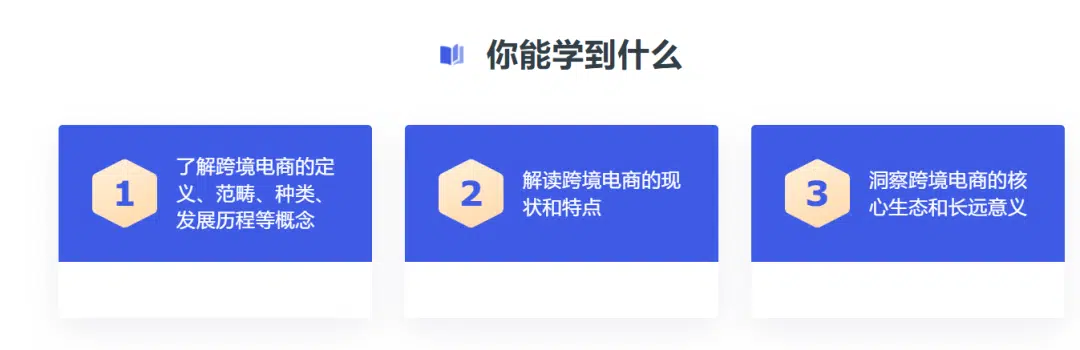 你能学到什么
1
了解跨境电商的定
义、范畴、种类、
发展历程等概念
2
解读跨境电商的现
状和特点
3
洞察跨境电商的核
心生态和长远意义